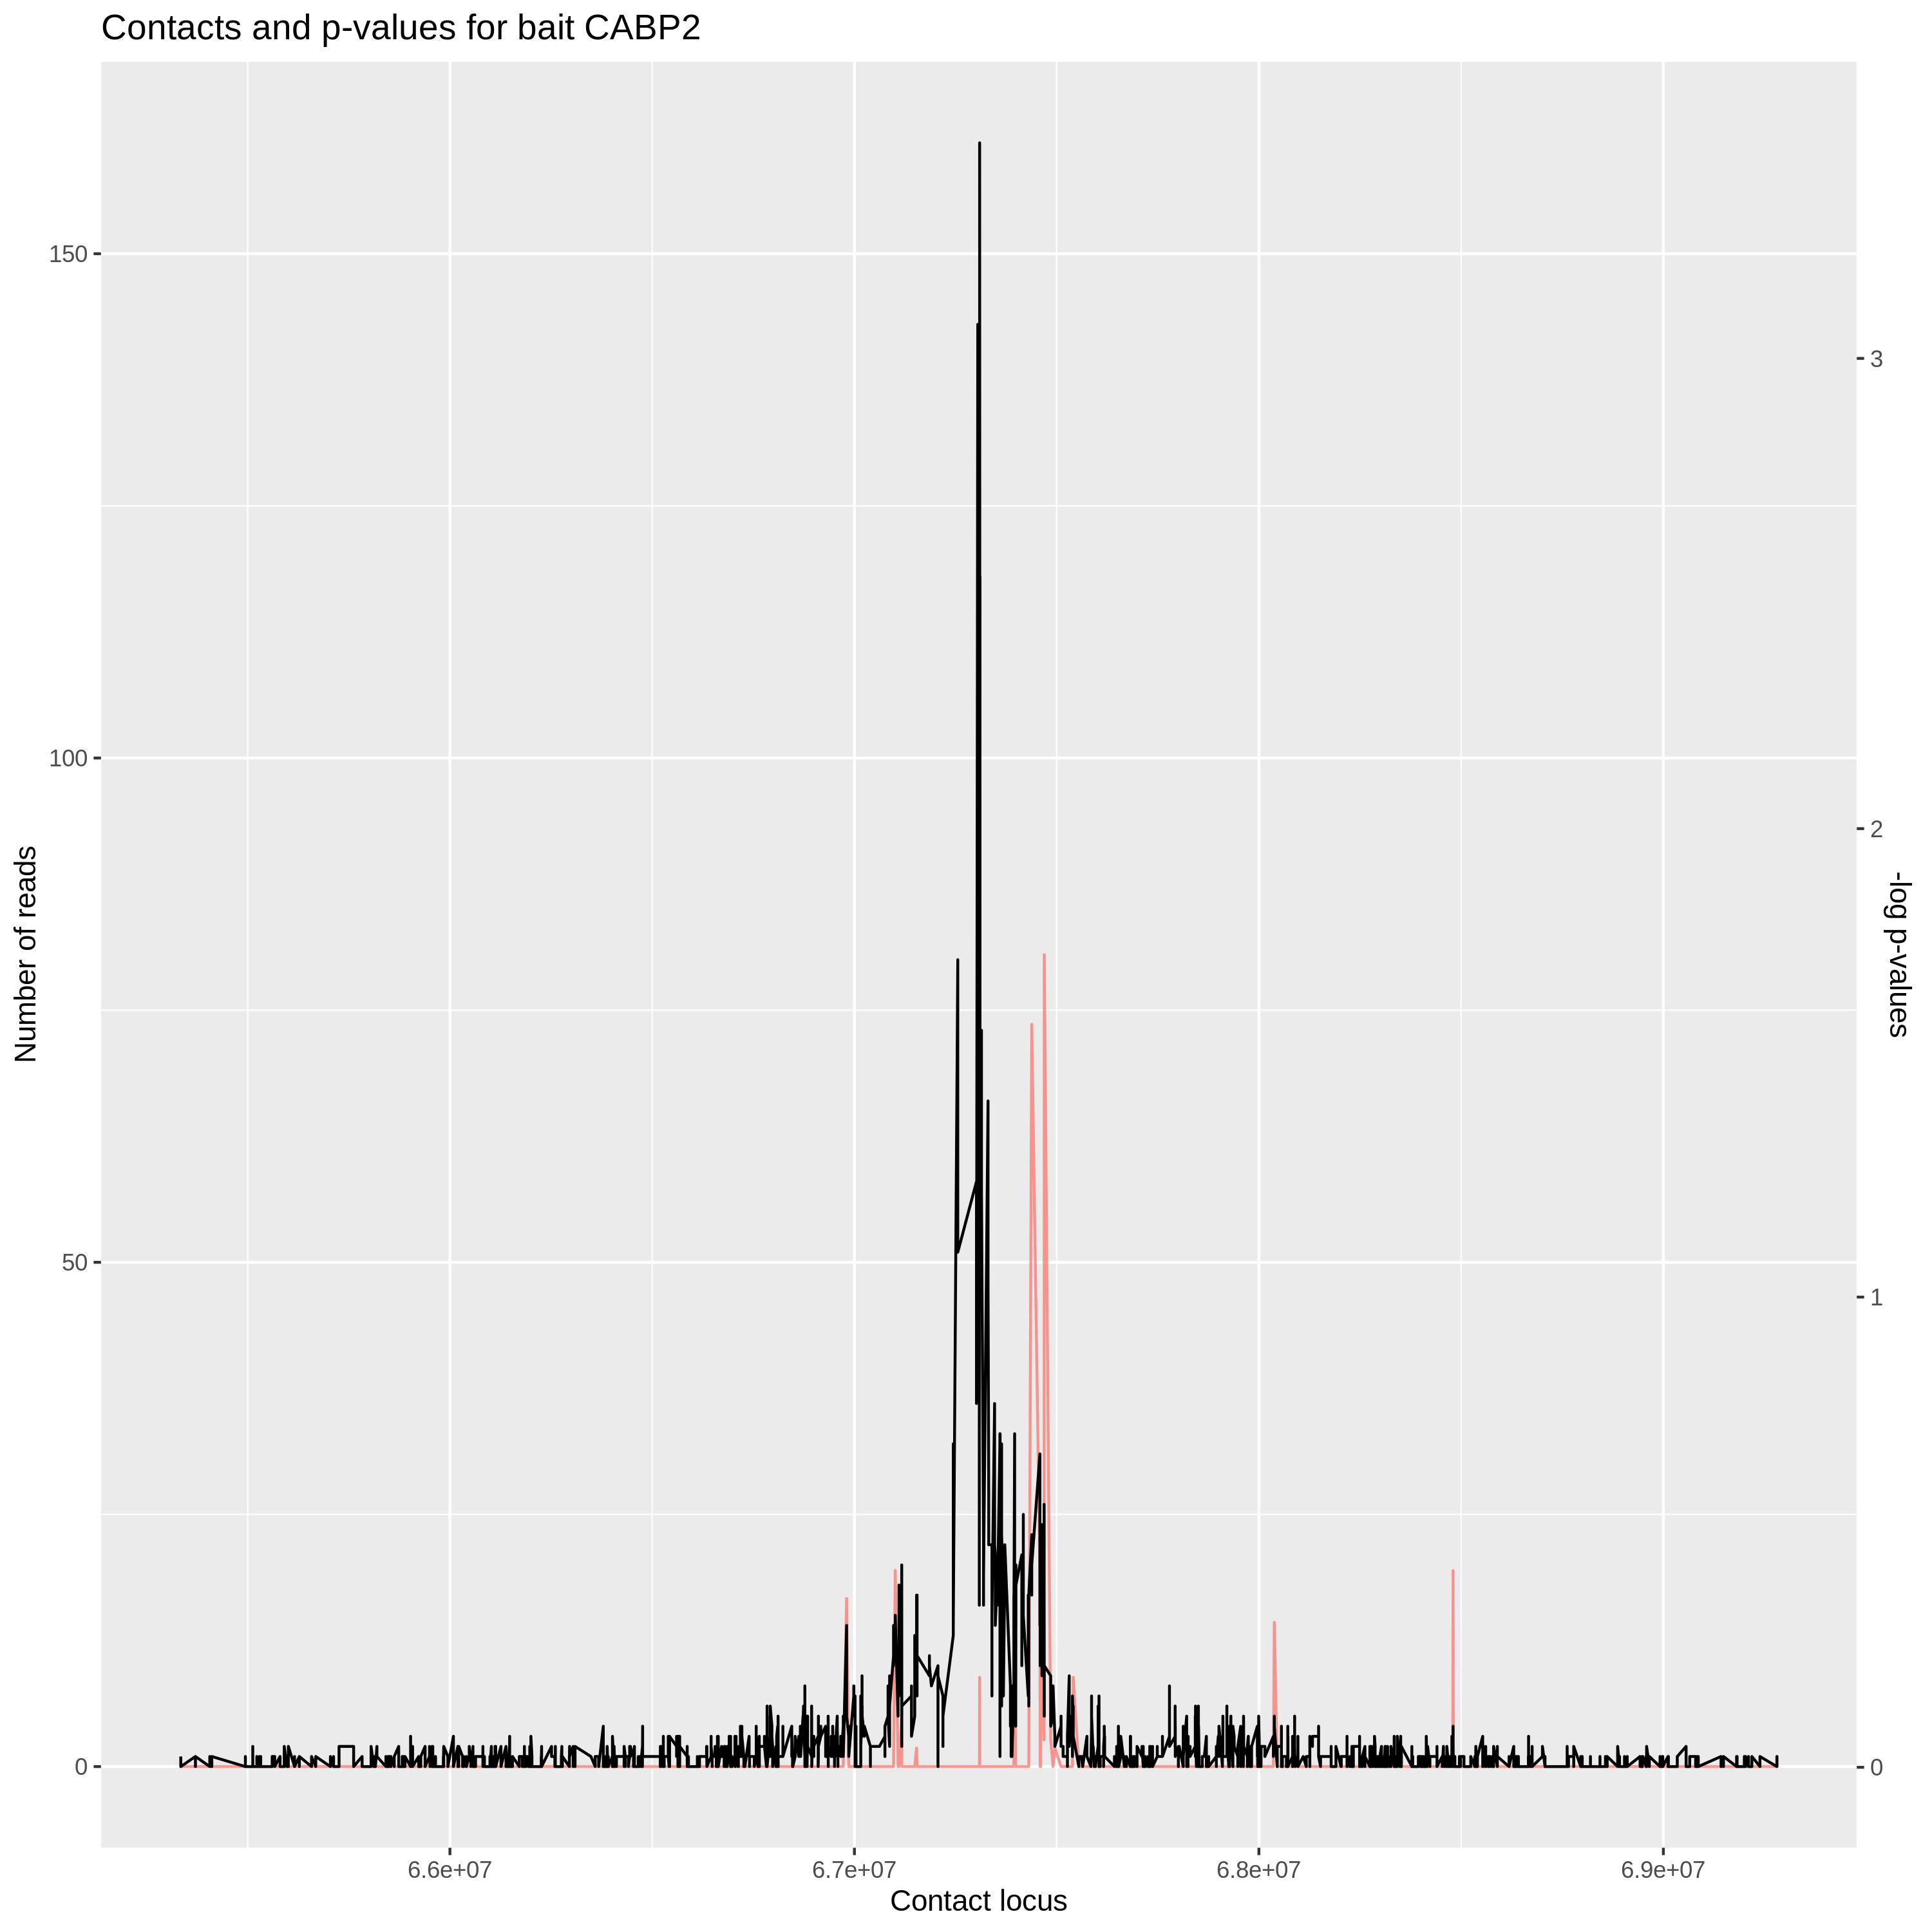 Contacts and p-values for bait CABP2
150
100
50
0
Number of reads
3
2
1
0
-log p-values
6.6e+07 6.7e+07 6.8e+07 6.9e+07
Contact locus